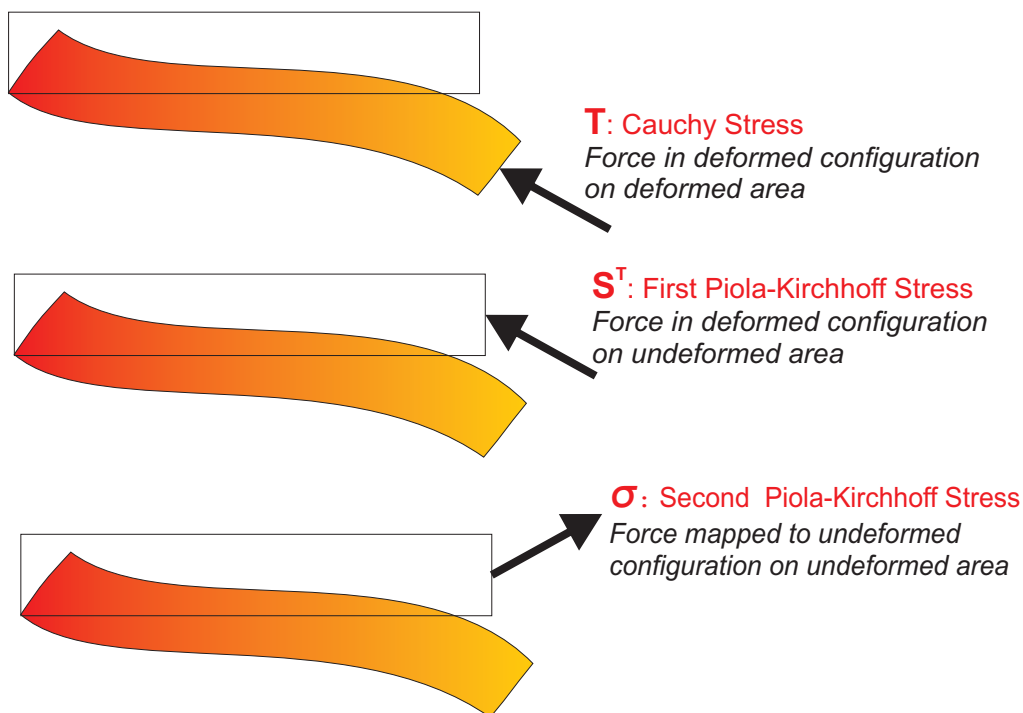 T: Cauchy Stress
Force in deformed configuration
on deformed area
Sᵀ: First Piola-Kirchhoff Stress
Force in deformed configuration
on undeformed area
σ: Second Piola-Kirchhoff Stress
Force mapped to undeformed
configuration on undeformed area